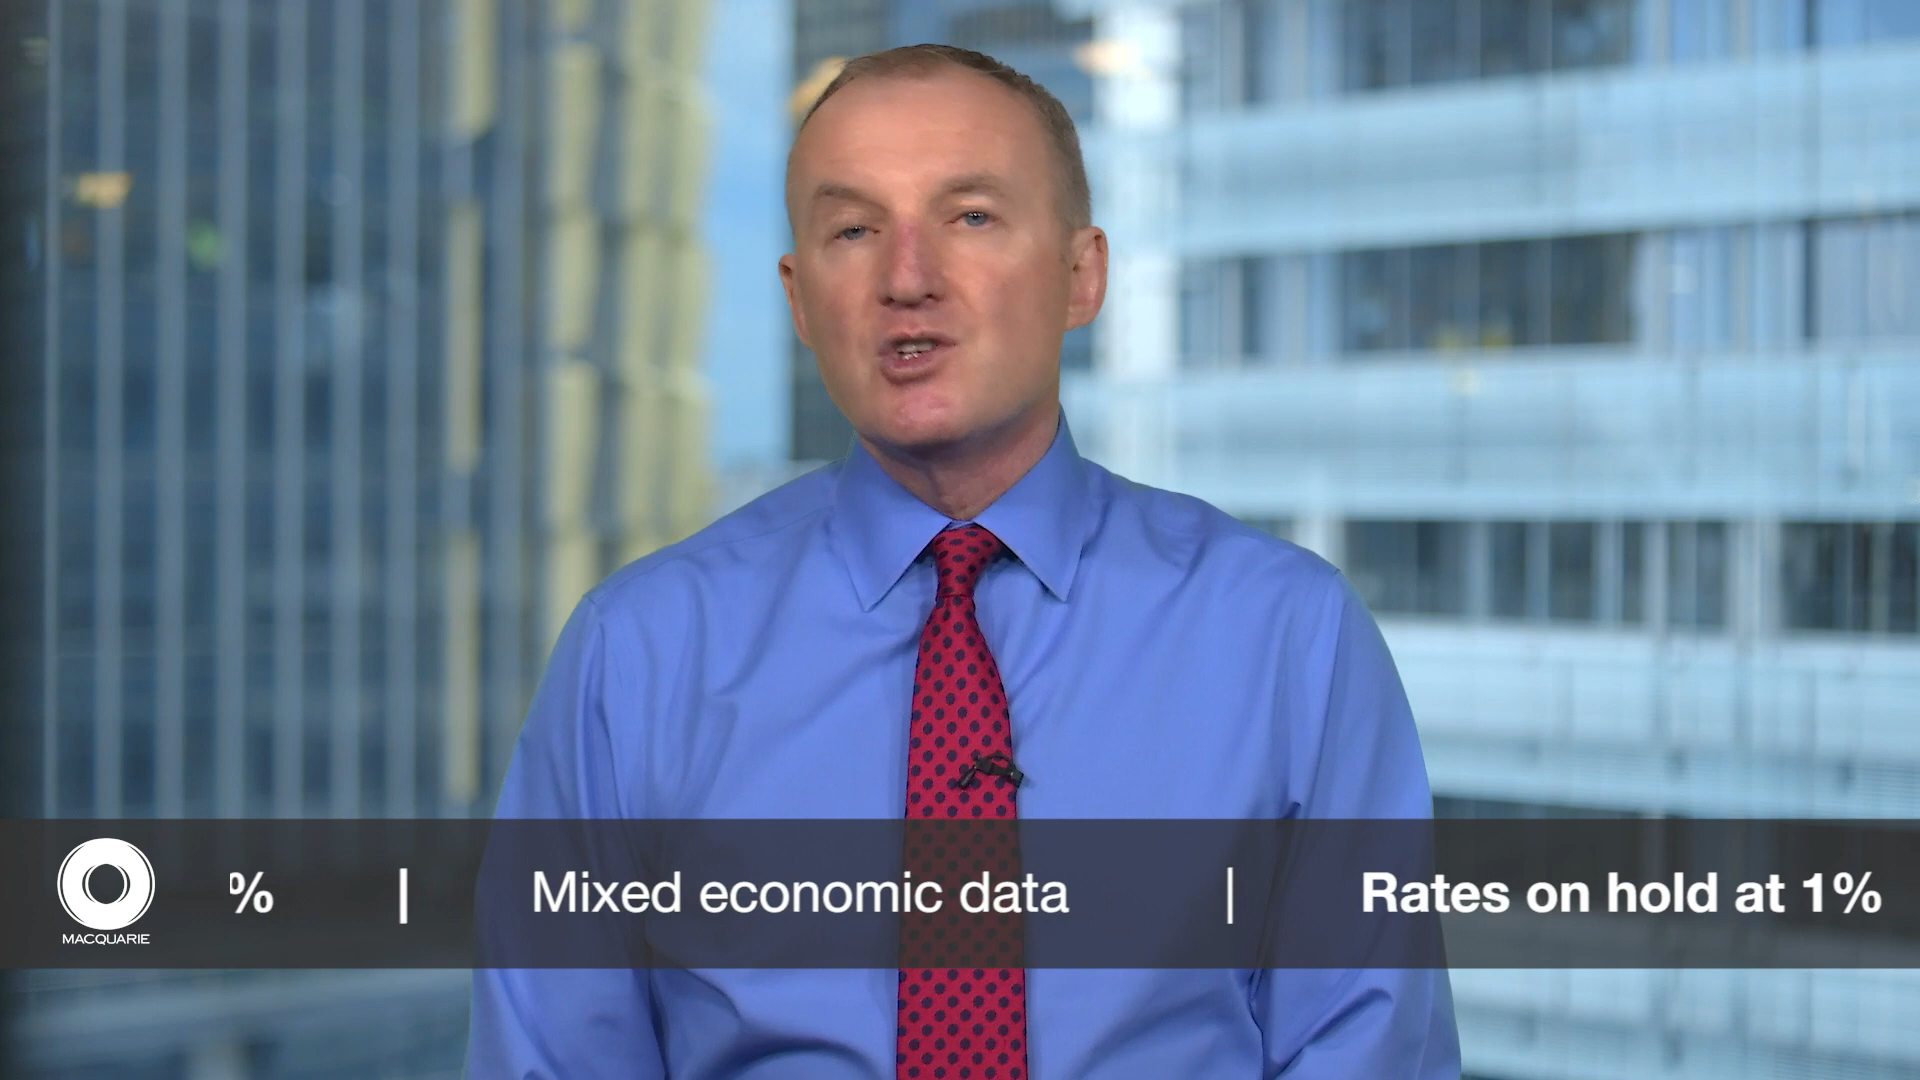 % | Mixed economic data | Rates on hold at 1%
MACQUARIE